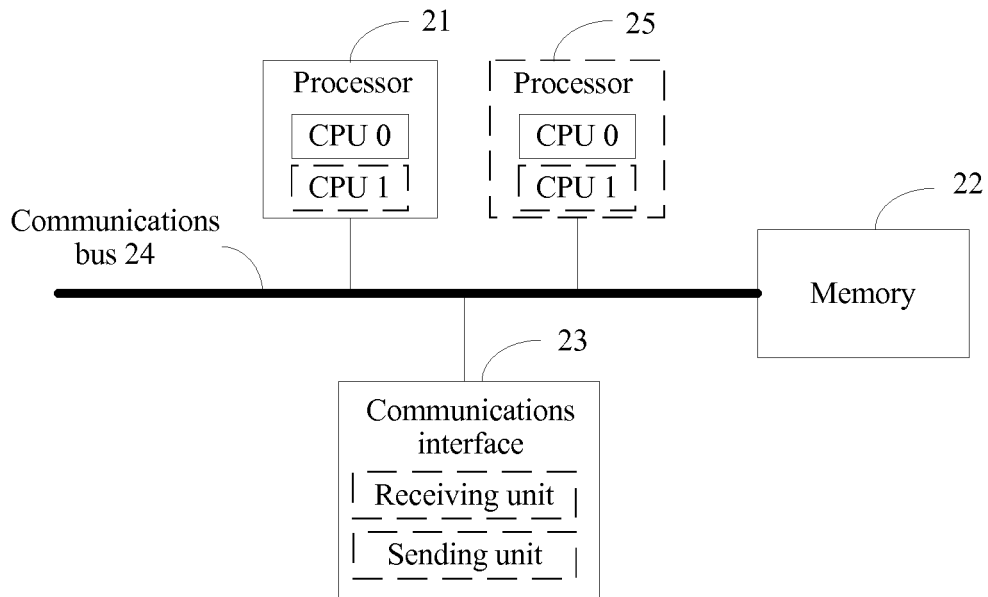 21
25
Processor
CPU 0
CPU 1
Processor
CPU 0
CPU 1
22
Communications
bus 24
Memory
23
Communications
interface
Receiving unit
Sending unit